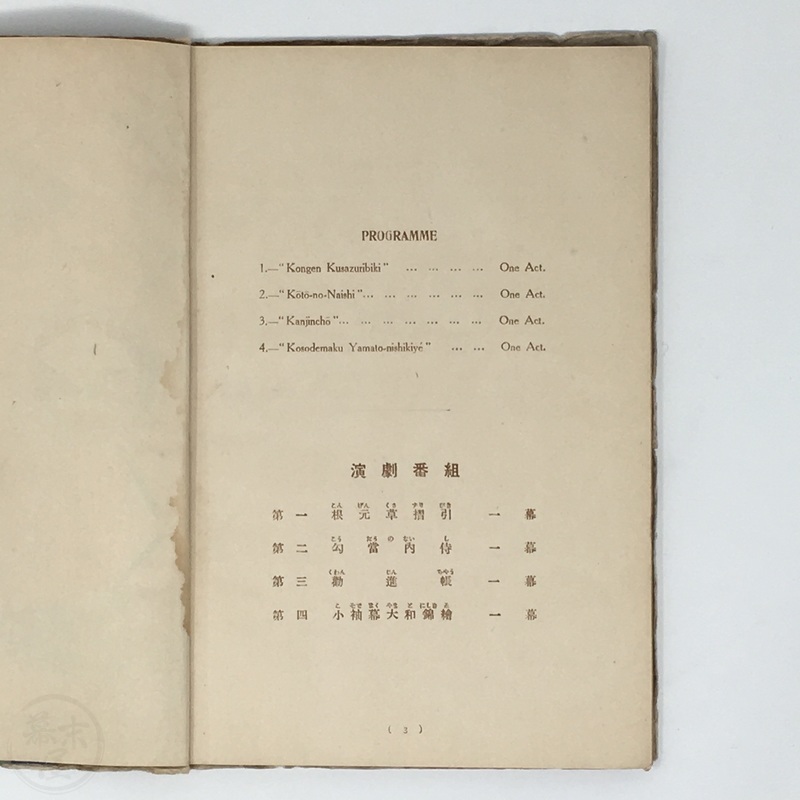 PROGRAMME
1.—"Kongen Kusazuribiki" ... ... ... ... One Act.
2.—"Kōtō-no-Naishi"... ... ... ... ... ... One Act.
3.—"Kanjinchō"... ... ... ... ... ... ... One Act.
4.—"Kosodemaku Yamato-nishikiyé" ... ... One Act.
演劇番組
第一 根元草摺引 一幕
第二 勾當內侍 一幕
第三 勸進帳 一幕
第四 小袖幕大和錦繪 一幕
( 3 )